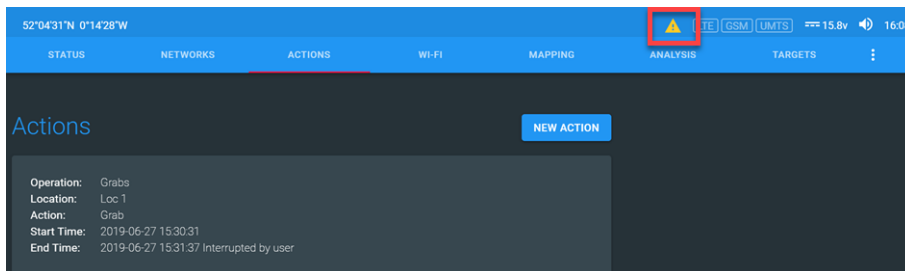 52°04'31"N 0°14'28"W LTE GSM UMTS 15.8v 16:0
STATUS NETWORKS ACTIONS WI-FI MAPPING ANALYSIS TARGETS
Actions NEW ACTION
Operation: Grabs
Location: Loc 1
Action: Grab
Start Time: 2019-06-27 15:30:31
End Time: 2019-06-27 15:31:37 Interrupted by user